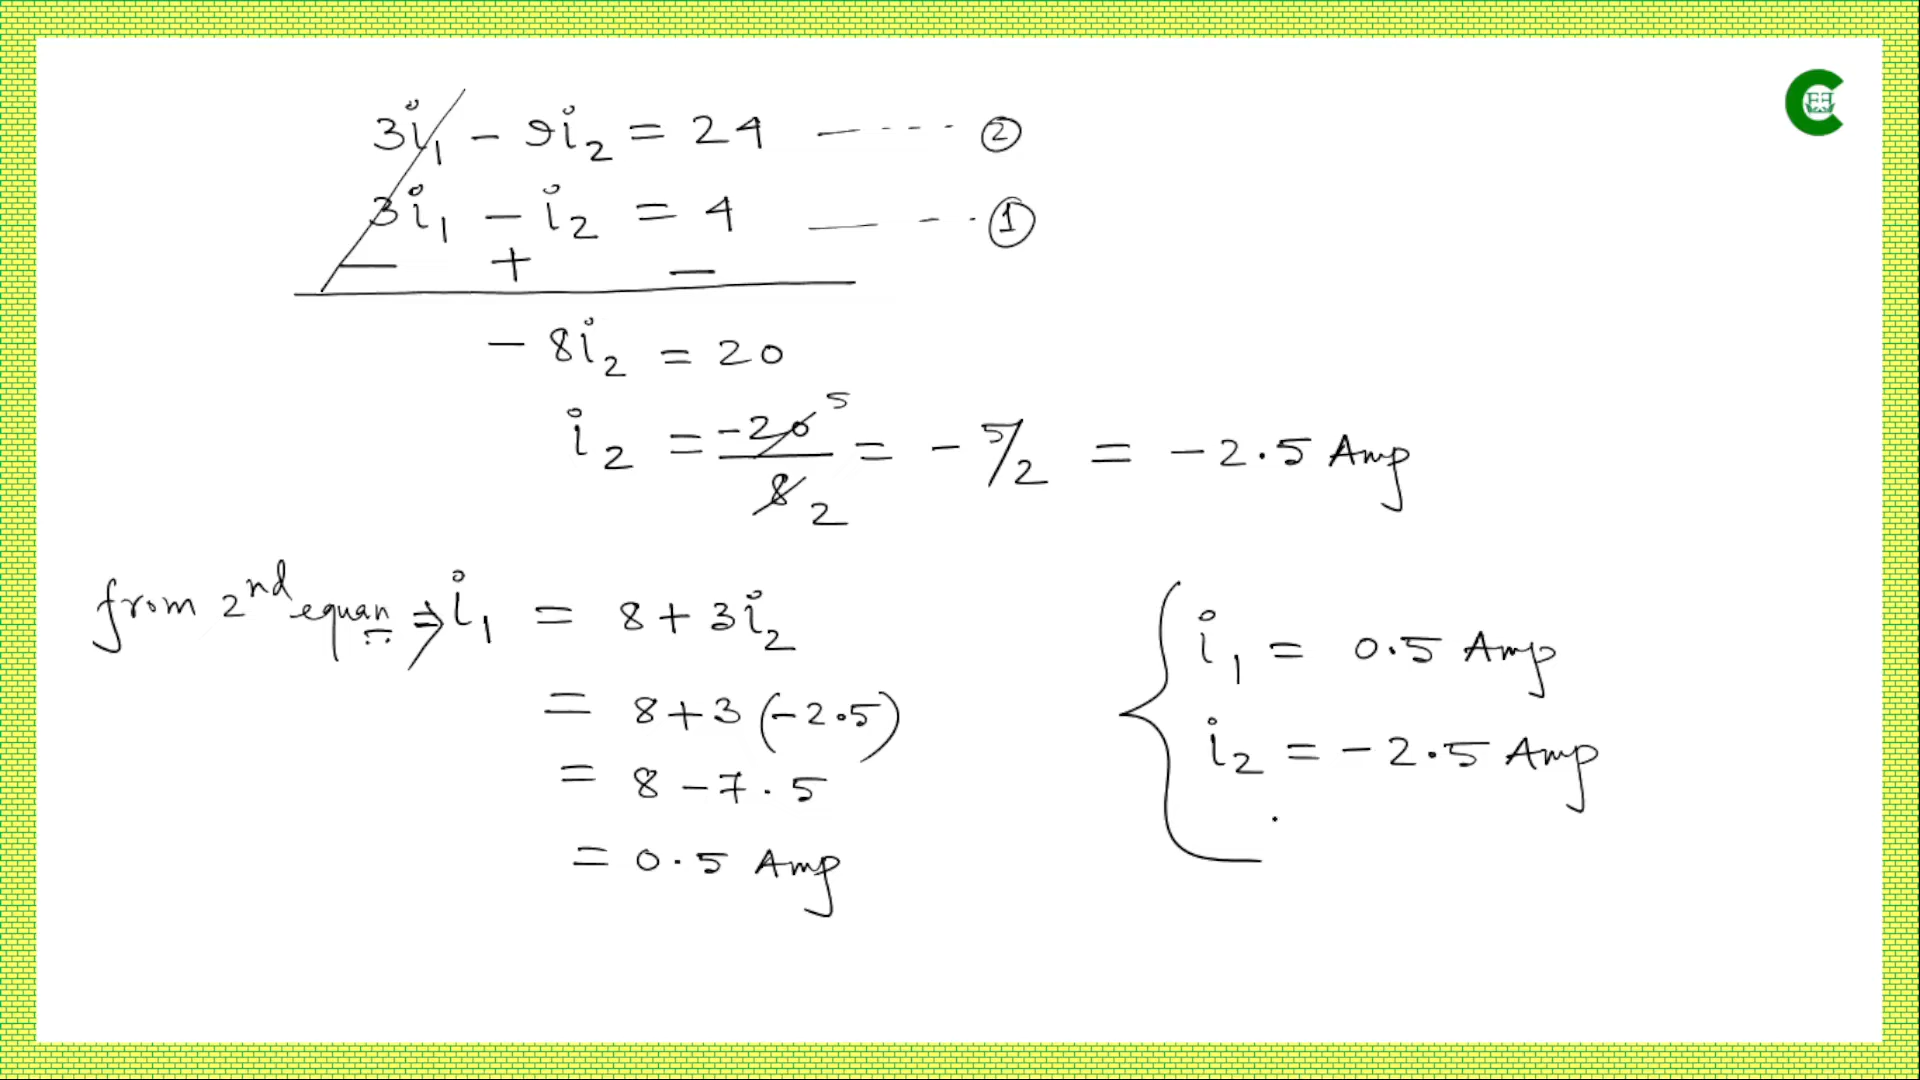 3i₁ - 9i₂ = 24 ---- ②
3i₁ - i₂ = 4 ---- ①
- + -
- 8i₂ = 20
i₂ = -20/8 5 2 = - 5/2 = -2.5 Amp
from 2nd equan ⇒ i₁ = 8 + 3i₂
= 8 + 3 (-2.5)
= 8 - 7.5
= 0.5 Amp
i₁ = 0.5 Amp
i₂ = -2.5 Amp